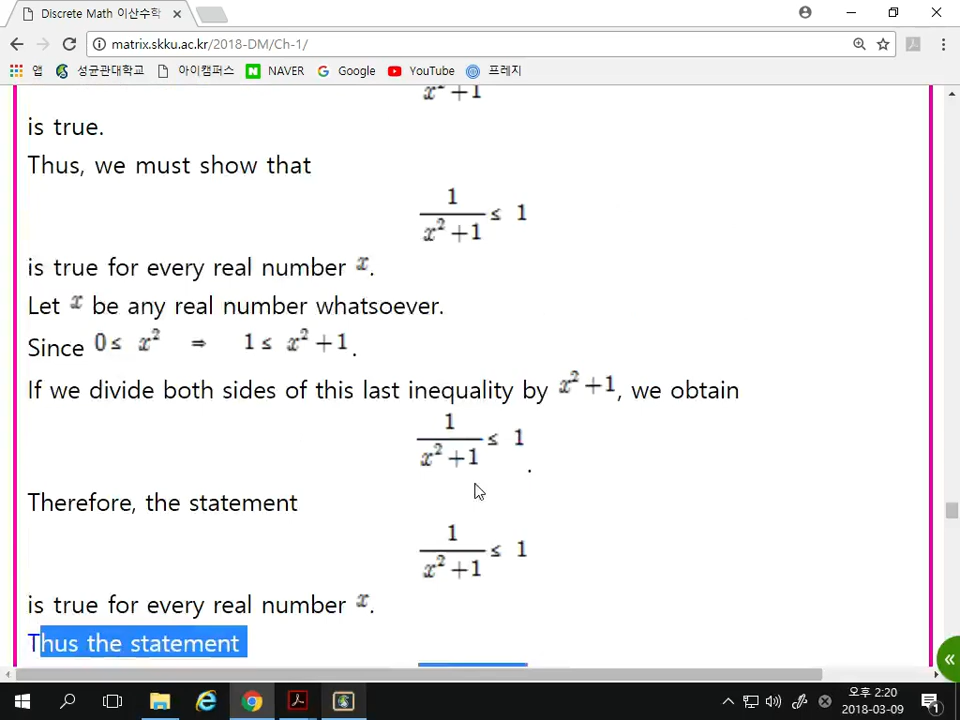 Discrete Math 이산수학
matrix.skku.ac.kr/2018-DM/Ch-1/
앱 성균관대학교 아이캠퍼스 NAVER Google YouTube 프레지
x² +1
is true.
Thus, we must show that
1
x² +1 ≤ 1
is true for every real number x.
Let x be any real number whatsoever.
Since 0 ≤ x² ⇒ 1 ≤ x² +1.
If we divide both sides of this last inequality by x² +1, we obtain
1
x² +1 ≤ 1.
Therefore, the statement
1
x² +1 ≤ 1
is true for every real number x.
Thus the statement
오후 2:20
2018-03-09
1